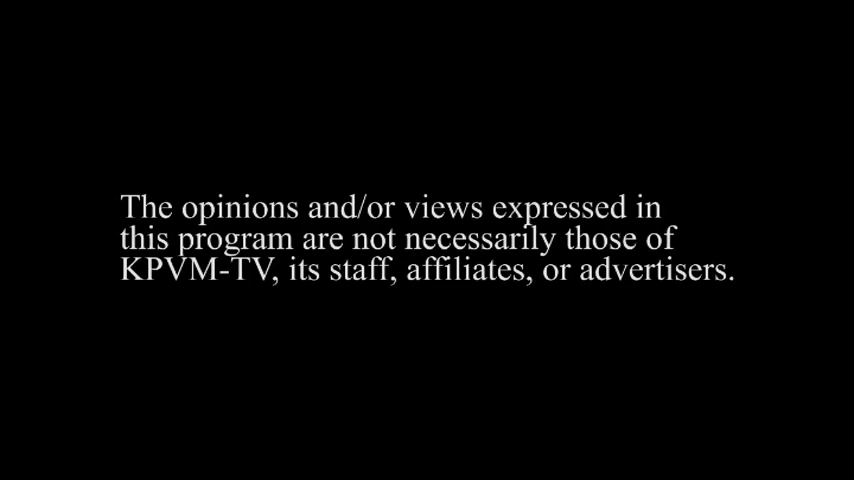 The opinions and/or views expressed in
this program are not necessarily those of
KPVM-TV, its staff, affiliates, or advertisers.